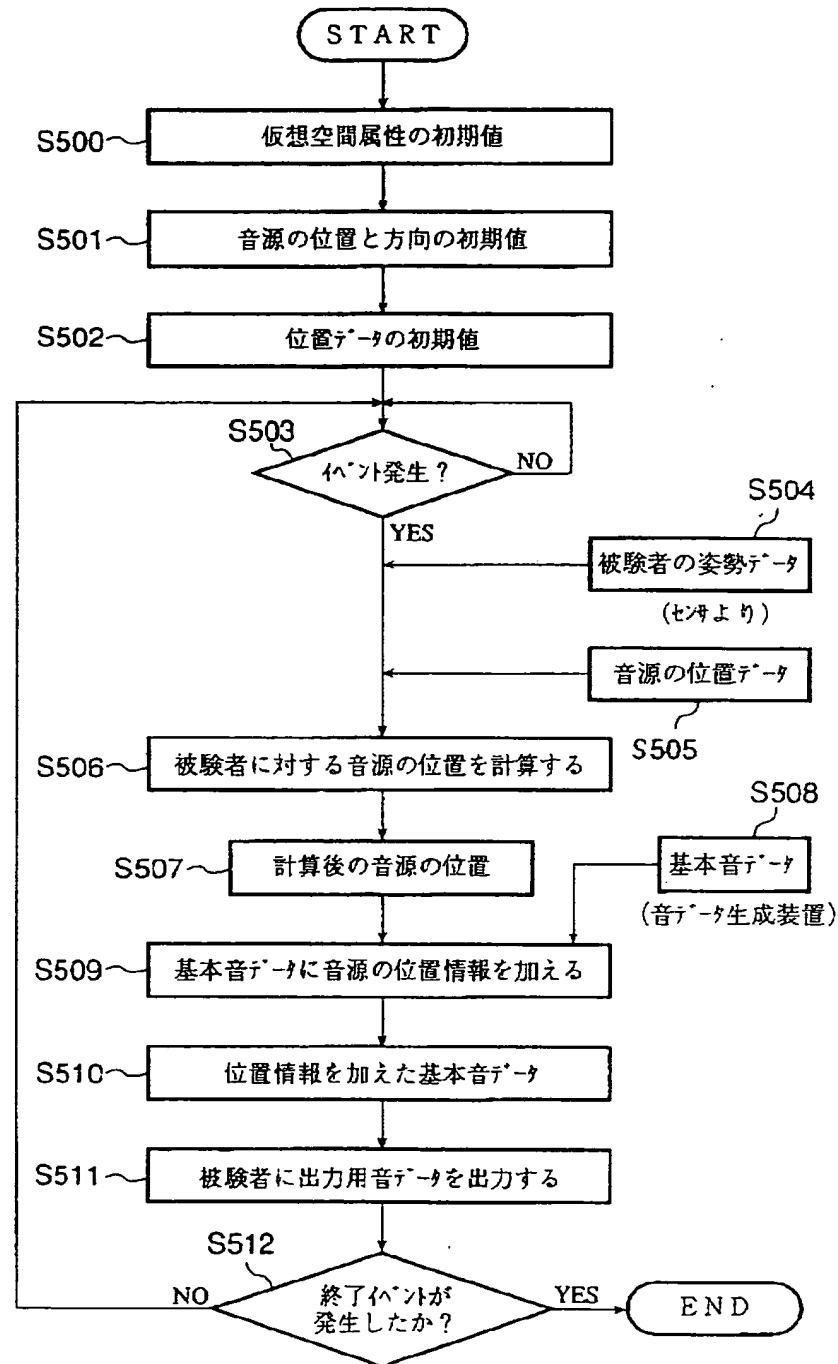 START
S500
仮想空間属性の初期値
S501
音源の位置と方向の初期値
S502
位置データの初期値
S503
イベント発生?
NO
YES
S504
被験者の姿勢データ
(センサより)
音源の位置データ
S505
S506
被験者に対する音源の位置を計算する
S507
計算後の音源の位置
S508
基本音データ
(音データ生成装置)
S509
基本音データに音源の位置情報を加える
S510
位置情報を加えた基本音データ
S511
被験者に出力用音データを出力する
S512
終了イベントが
発生したか?
NO
YES
END